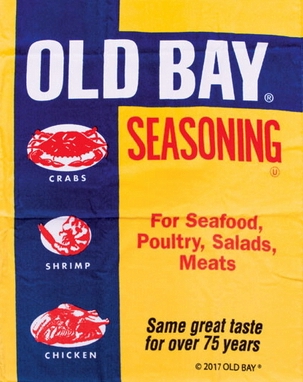 OLD BAY®
SEASONING
U
CRABS
For Seafood,
Poultry, Salads,
Meats
SHRIMP
Same great taste
for over 75 years
CHICKEN
© 2017 OLD BAY®